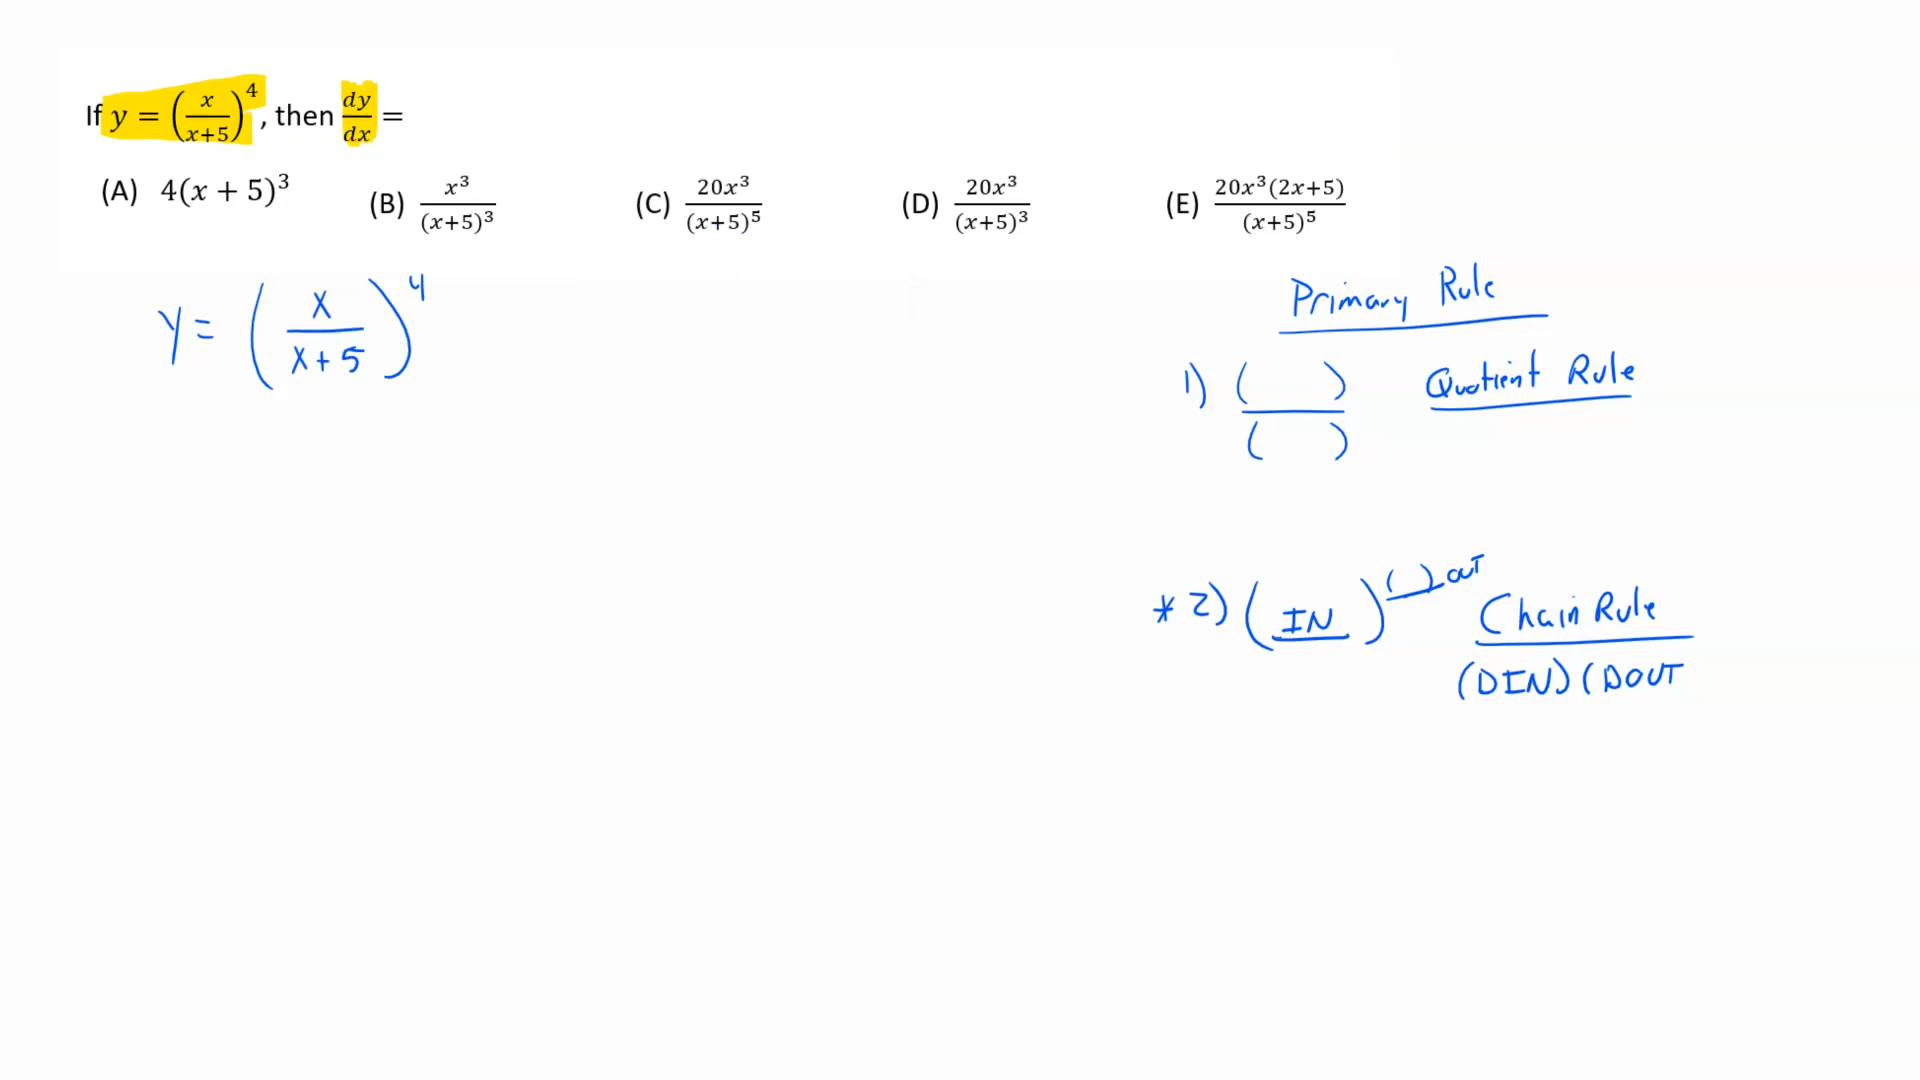 If y = (x/(x+5))^4 , then dy/dx =
(A) 4(x + 5)^3 (B) x^3/(x+5)^3 (C) 20x^3/(x+5)^5 (D) 20x^3/(x+5)^3 (E) 20x^3(2x+5)/(x+5)^5
y = (x/(x+5))^4
Primary Rule
1) ( )/( ) Quotient Rule
* 2) (IN)^( ) OUT Chain Rule
(DIN) (DOUT